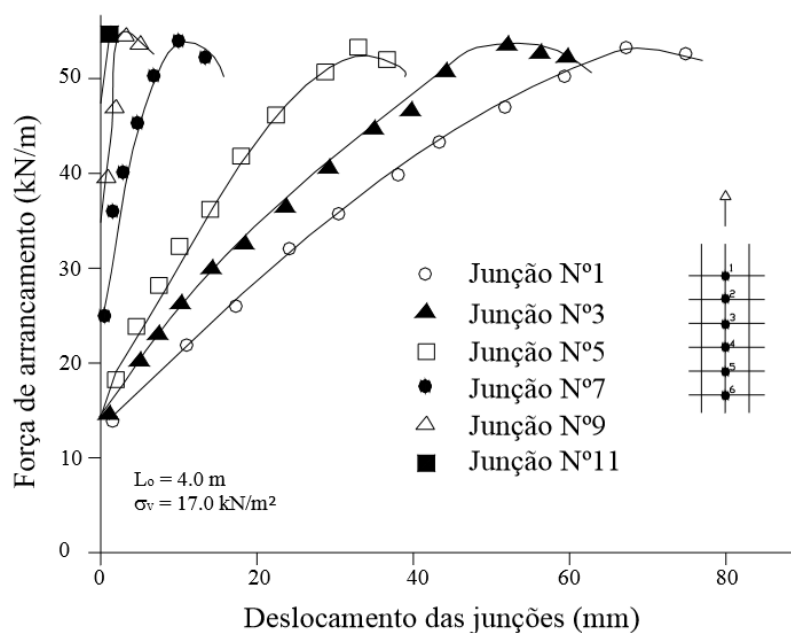 Força de arrancamento (kN/m)
50
40
30
20
10
0
0
20
40
60
80
Deslocamento das junções (mm)
Lo = 4.0 m
σv = 17.0 kN/m²
Junção Nº1
Junção Nº3
Junção Nº5
Junção Nº7
Junção Nº9
Junção Nº11
1
2
3
4
5
6